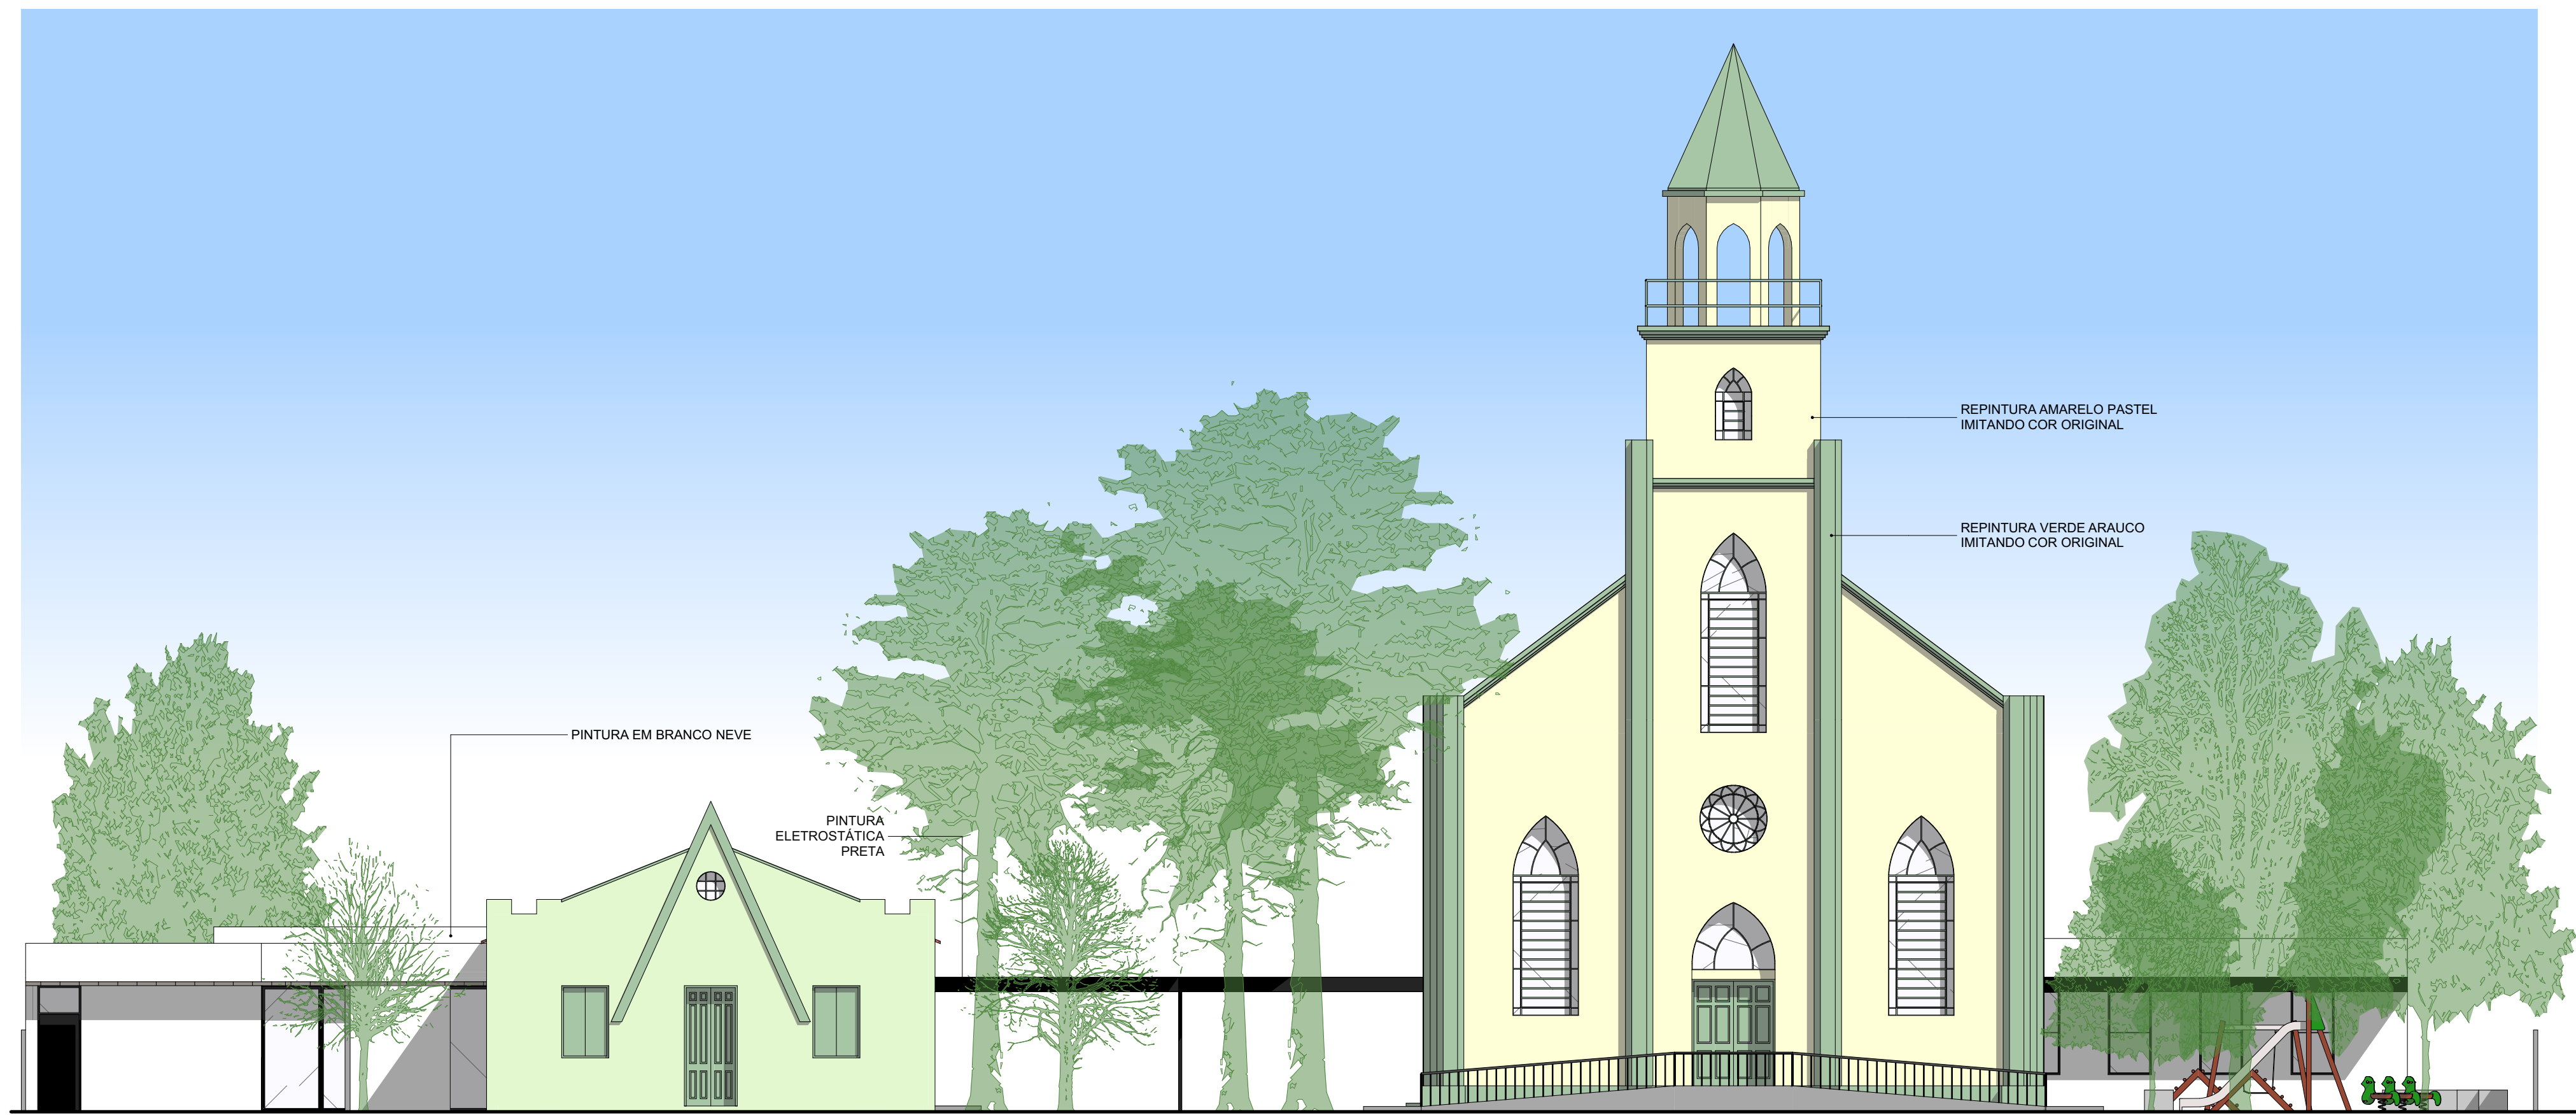 REPINTURA AMARELO PASTEL
IMITANDO COR ORIGINAL
REPINTURA VERDE ARAUCO
IMITANDO COR ORIGINAL
PINTURA EM BRANCO NEVE
PINTURA
ELETROSTÁTICA
PRETA